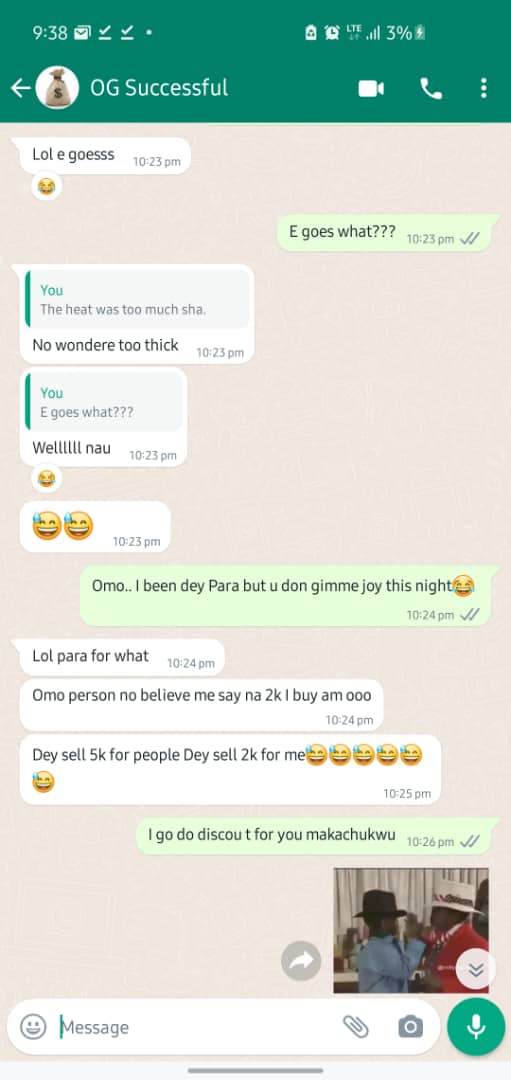 9:38
LTE
3%
OG Successful
Lol e goesss 10:23 pm
E goes what??? 10:23 pm
You
The heat was too much sha.
No wondere too thick 10:23 pm
You
E goes what???
Wellllll nau 10:23 pm
10:23 pm
Omo.. I been dey Para but u don gimme joy this night😂
10:24 pm
Lol para for what 10:24 pm
Omo person no believe me say na 2k I buy am ooo
10:24 pm
Dey sell 5k for people Dey sell 2k for me😅😅😅😅😅
😅
10:25 pm
I go do discou t for you makachukwu 10:26 pm
Message